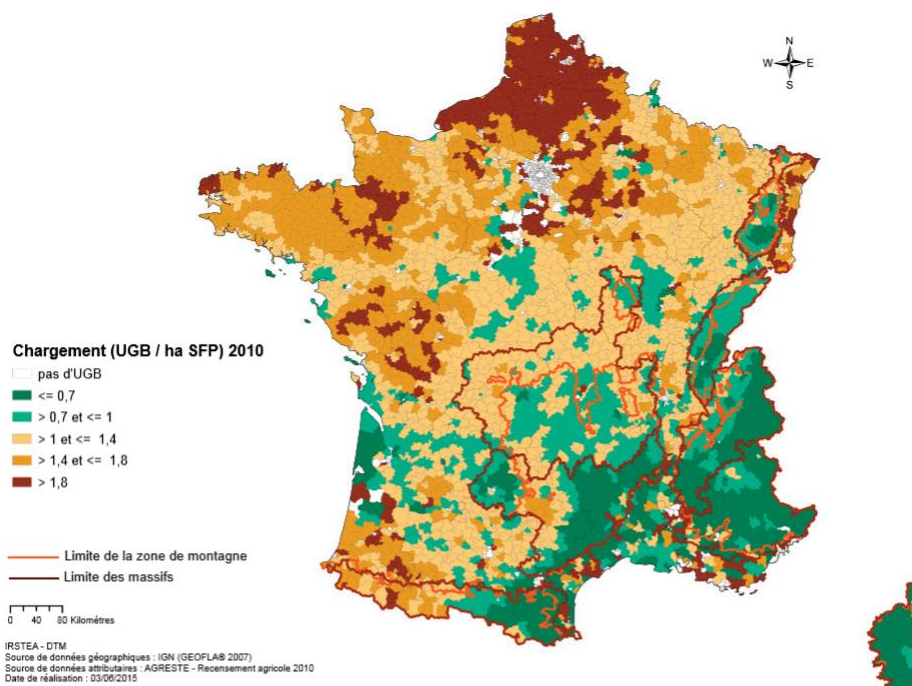 N
W E
S
Chargement (UGB / ha SFP) 2010
pas d'UGB
<= 0,7
> 0,7 et <= 1
> 1 et <= 1,4
> 1,4 et <= 1,8
> 1,8
Limite de la zone de montagne
Limite des massifs
0 40 80 Kilomètres
IRSTEA - DTM
Source de données géographiques : IGN (GEOFLA® 2007)
Source de données attributaires : AGRESTE - Recensement agricole 2010
Date de réalisation : 03/06/2015